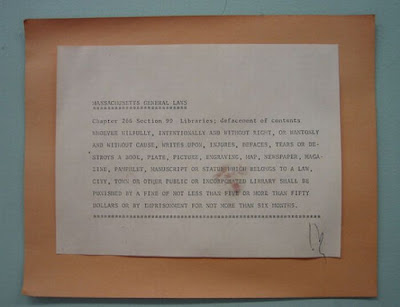 MASSACHUSETTS GENERAL LAWS
**************************
Chapter 266 Section 99 Libraries; defacement of contents
WHOEVER WILFULLY, INTENTIONALLY AND WITHOUT RIGHT, OR WANTONLY
AND WITHOUT CAUSE, WRITES UPON, INJURES, DEFACES, TEARS OR DE-
STROYS A BOOK, PLATE, PICTURE, ENGRAVING, MAP, NEWSPAPER, MAGA-
ZINE, PAMPHLET, MANUSCRIPT OR STATUE WHICH BELONGS TO A LAW,
CITY, TOWN OR OTHER PUBLIC OR INCORPORATED LIBRARY SHALL BE
PUNISHED BY A FINE OF NOT LESS THAN FIVE OR MORE THAN FIFTY
DOLLARS OR BY IMPRISONMENT FOR NOT MORE THAN SIX MONTHS.